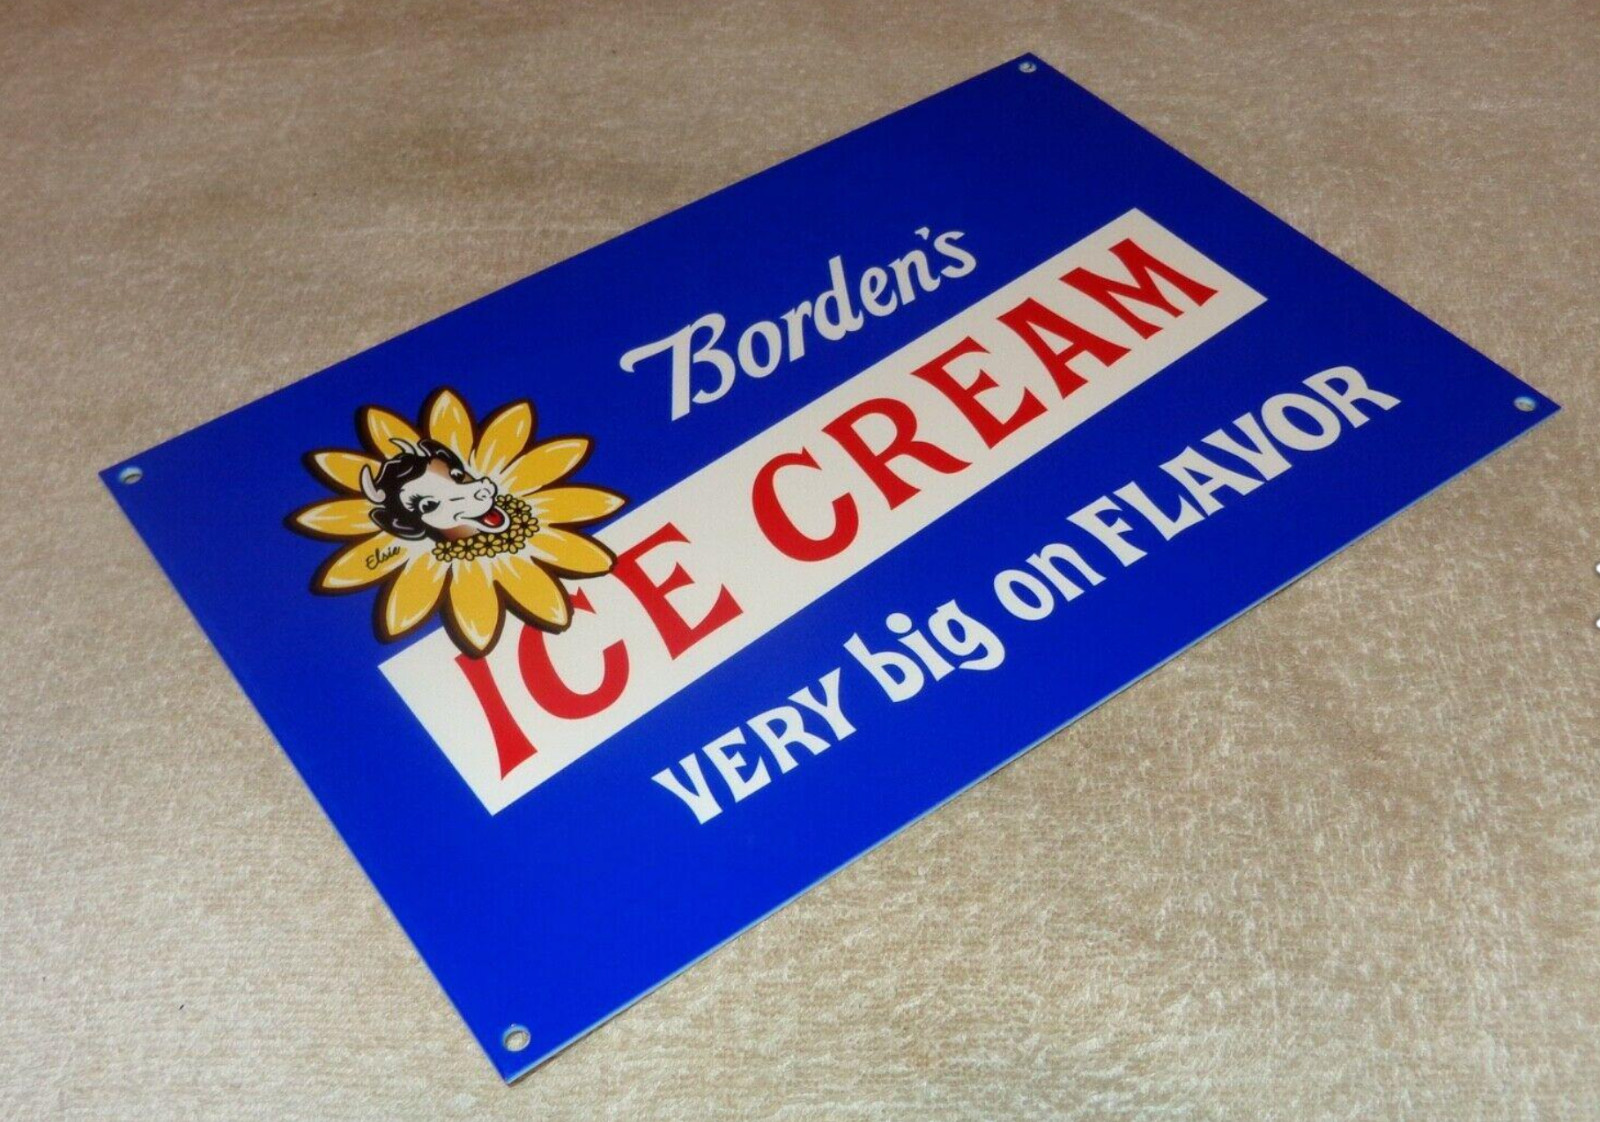 Borden's
ICE CREAM
Elsie
VERY big on FLAVOR